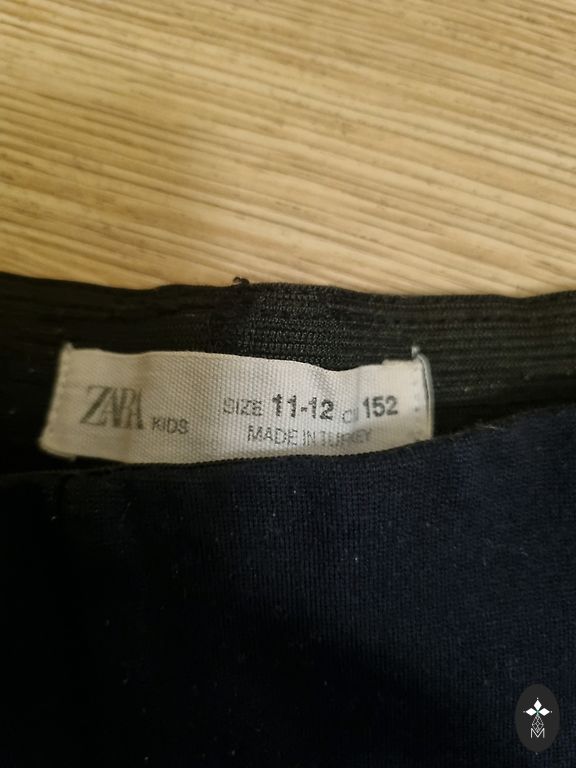 ZARA KIDS SIZE 11-12 CM 152
MADE IN TURKEY
M